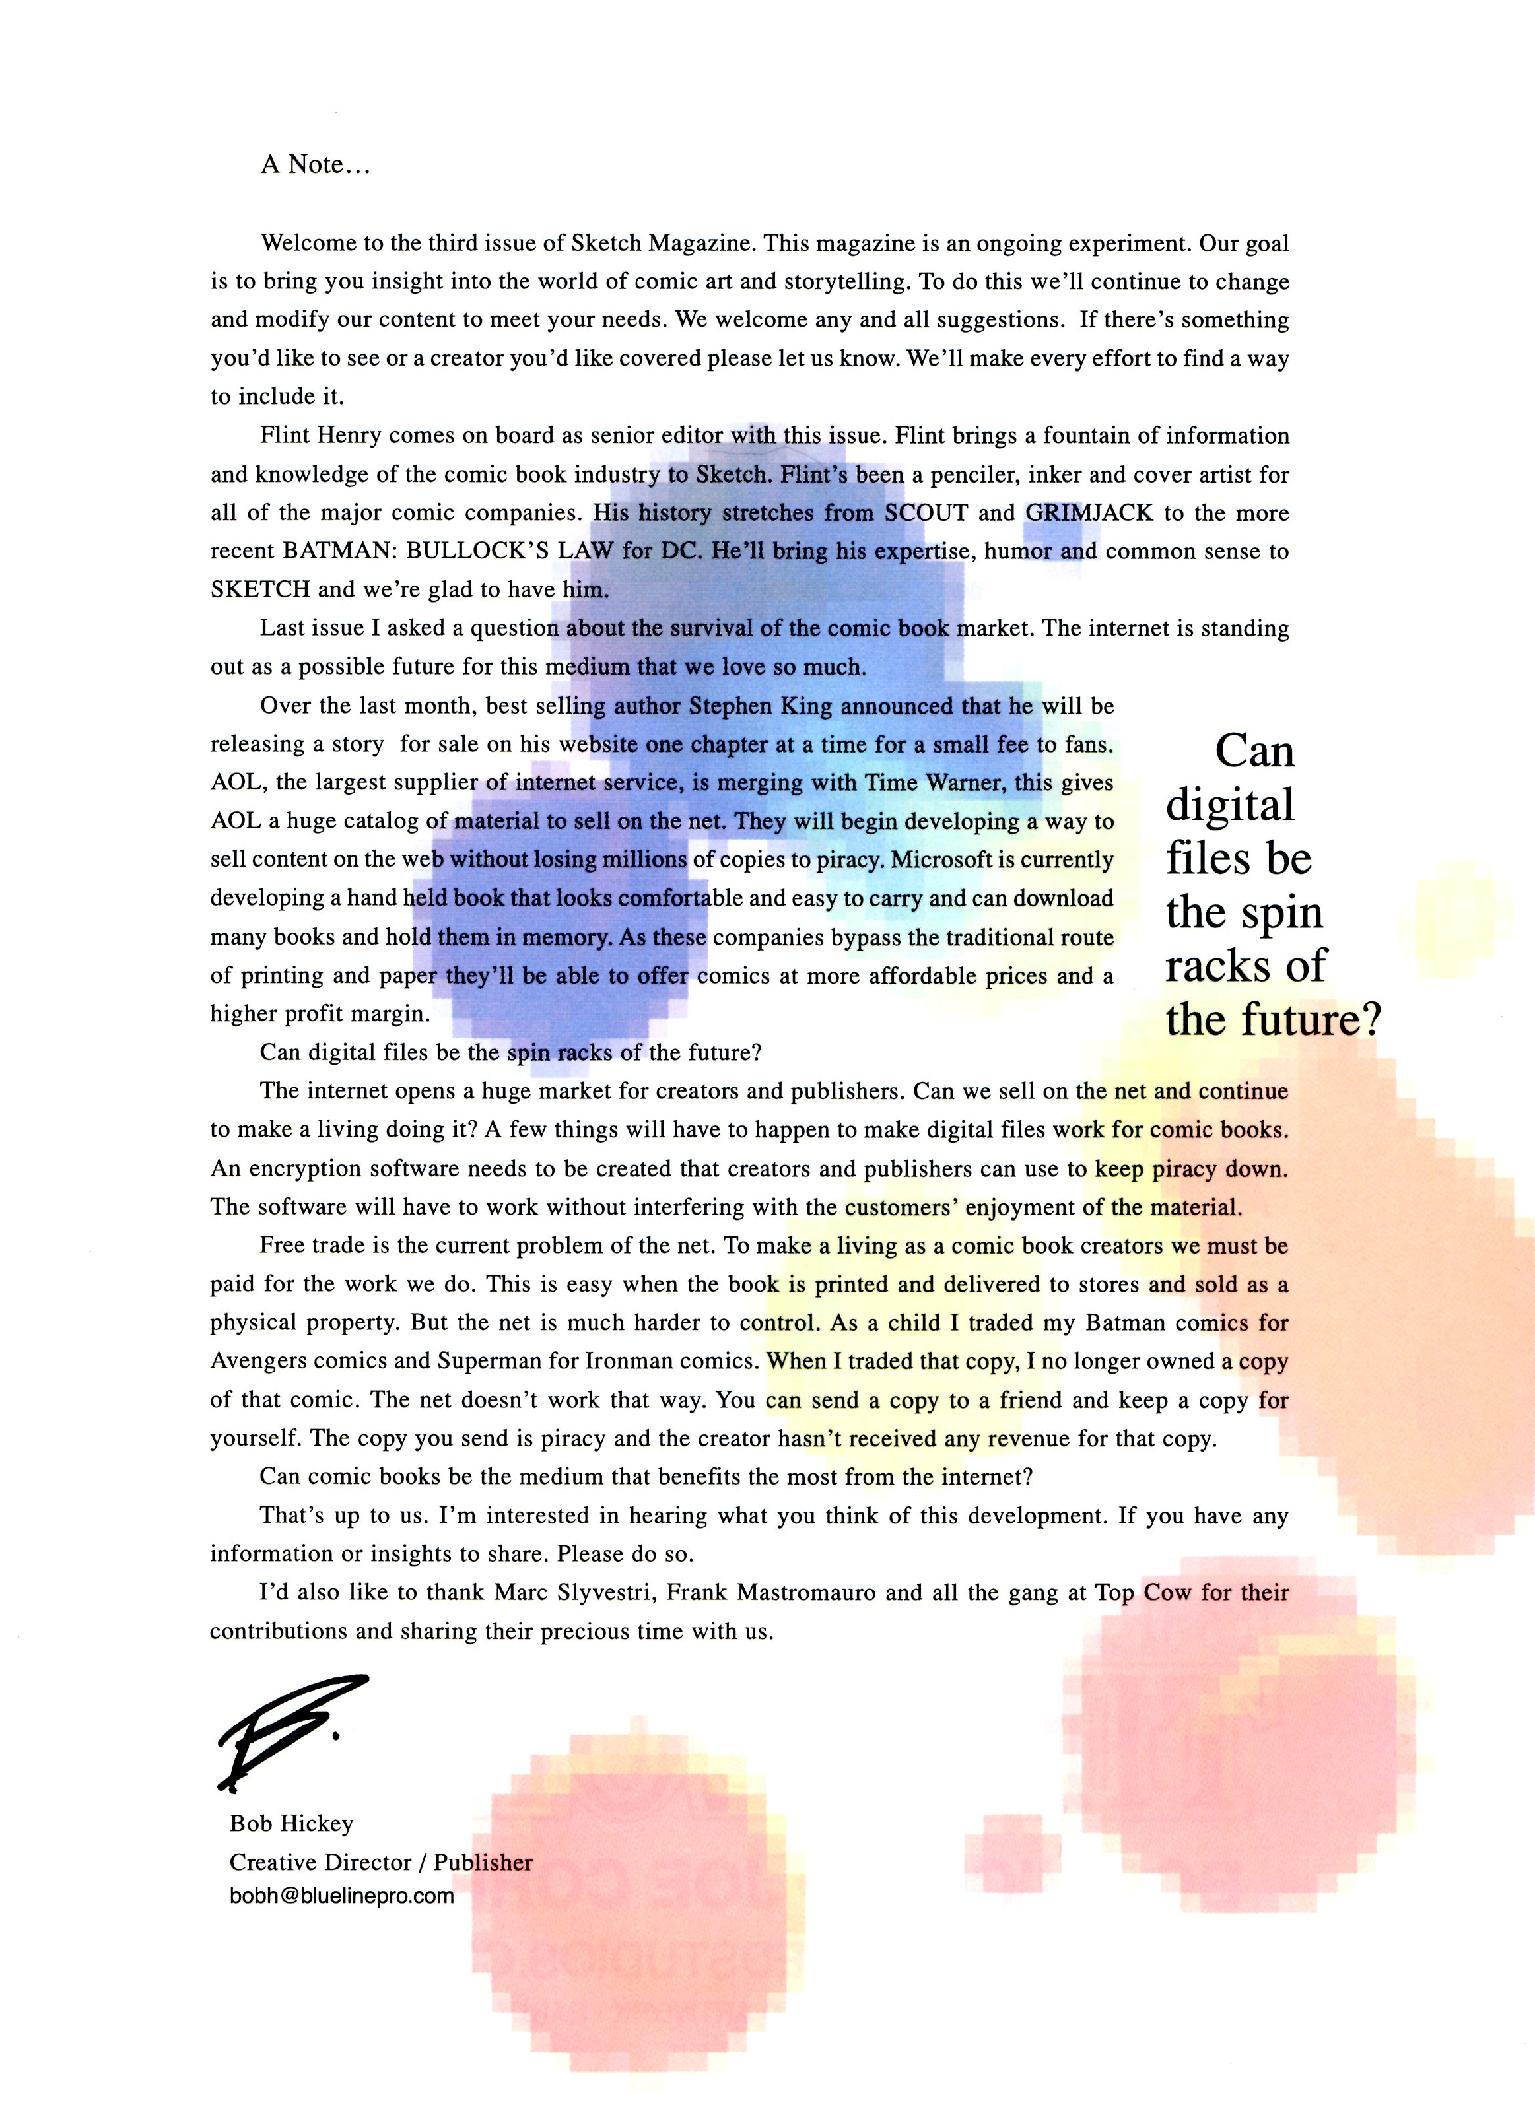 A Note...
Welcome to the third issue of Sketch Magazine. This magazine is an ongoing experiment. Our goal
is to bring you insight into the world of comic art and storytelling. To do this we'll continue to change
and modify our content to meet your needs. We welcome any and all suggestions.  If there's something
you'd like to see or a creator you'd like covered please let us know. We'll make every effort to find a way
to include it.
Flint Henry comes on board as senior editor with this issue. Flint brings a fountain of information
and knowledge of the comic book industry to Sketch. Flint's been a penciler, inker and cover artist for
all of the major comic companies. His history stretches from SCOUT and GRIMJACK to the more
recent BATMAN: BULLOCK'S LAW for DC. He'll bring his expertise, humor and common sense to
SKETCH and we're glad to have him.
Last issue I asked a question about the survival of the comic book market. The internet is standing
out as a possible future for this medium that we love so much.
Over the last month, best selling author Stephen King announced that he will be
releasing a story  for sale on his website one chapter at a time for a small fee to fans.
AOL, the largest supplier of internet service, is merging with Time Warner, this gives
AOL a huge catalog of material to sell on the net. They will begin developing a way to
sell content on the web without losing millions of copies to piracy. Microsoft is currently
developing a hand held book that looks comfortable and easy to carry and can download
many books and hold them in memory. As these companies bypass the traditional route
of printing and paper they'll be able to offer comics at more affordable prices and a
higher profit margin.
Can
digital
files be
the spin
racks of
the future?
Can digital files be the spin racks of the future?
The internet opens a huge market for creators and publishers. Can we sell on the net and continue
to make a living doing it? A few things will have to happen to make digital files work for comic books.
An encryption software needs to be created that creators and publishers can use to keep piracy down.
The software will have to work without interfering with the customers' enjoyment of the material.
Free trade is the current problem of the net. To make a living as a comic book creators we must be
paid for the work we do. This is easy when the book is printed and delivered to stores and sold as a
physical property. But the net is much harder to control. As a child I traded my Batman comics for
Avengers comics and Superman for Ironman comics. When I traded that copy, I no longer owned a copy
of that comic. The net doesn't work that way. You can send a copy to a friend and keep a copy for
yourself. The copy you send is piracy and the creator hasn't received any revenue for that copy.
Can comic books be the medium that benefits the most from the internet?
That's up to us. I'm interested in hearing what you think of this development. If you have any
information or insights to share. Please do so.
I'd also like to thank Marc Slyvestri, Frank Mastromauro and all the gang at Top Cow for their
contributions and sharing their precious time with us.
B.
Bob Hickey
Creative Director / Publisher
bobh@bluelinepro.com